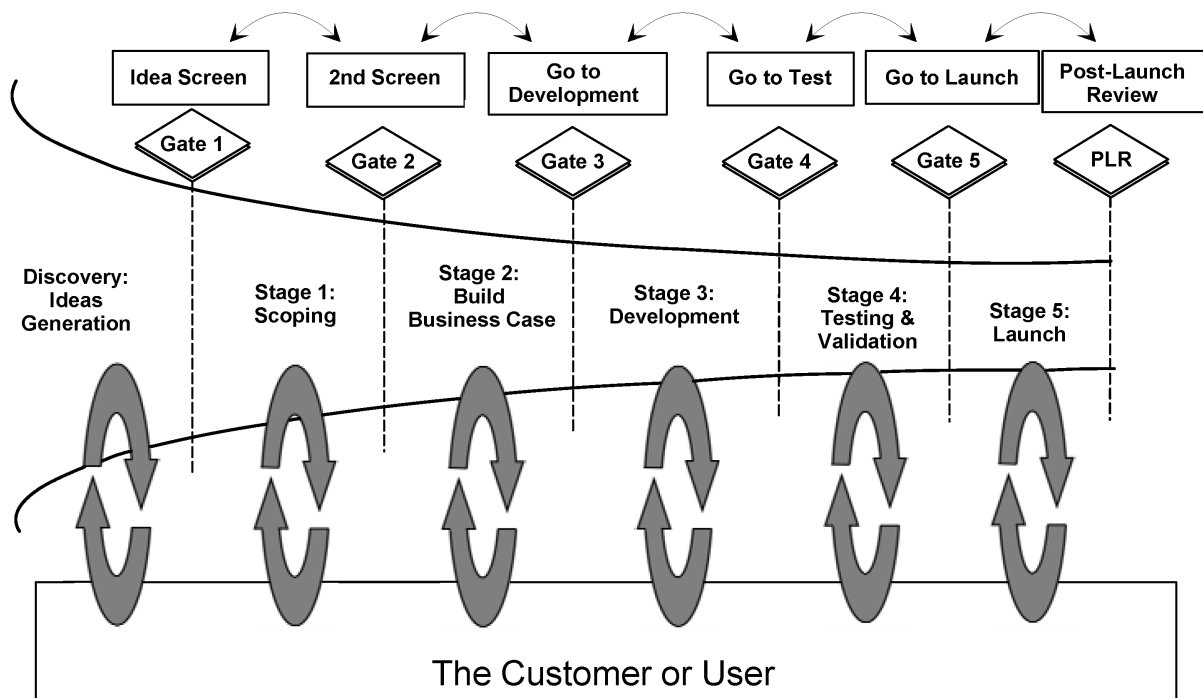 Idea Screen
2nd Screen
Go to
Development
Go to Test
Go to Launch
Post-Launch
Review
Gate 1
Gate 2
Gate 3
Gate 4
Gate 5
PLR
Discovery:
Ideas
Generation
Stage 1:
Scoping
Stage 2:
Build
Business Case
Stage 3:
Development
Stage 4:
Testing &
Validation
Stage 5:
Launch
The Customer or User